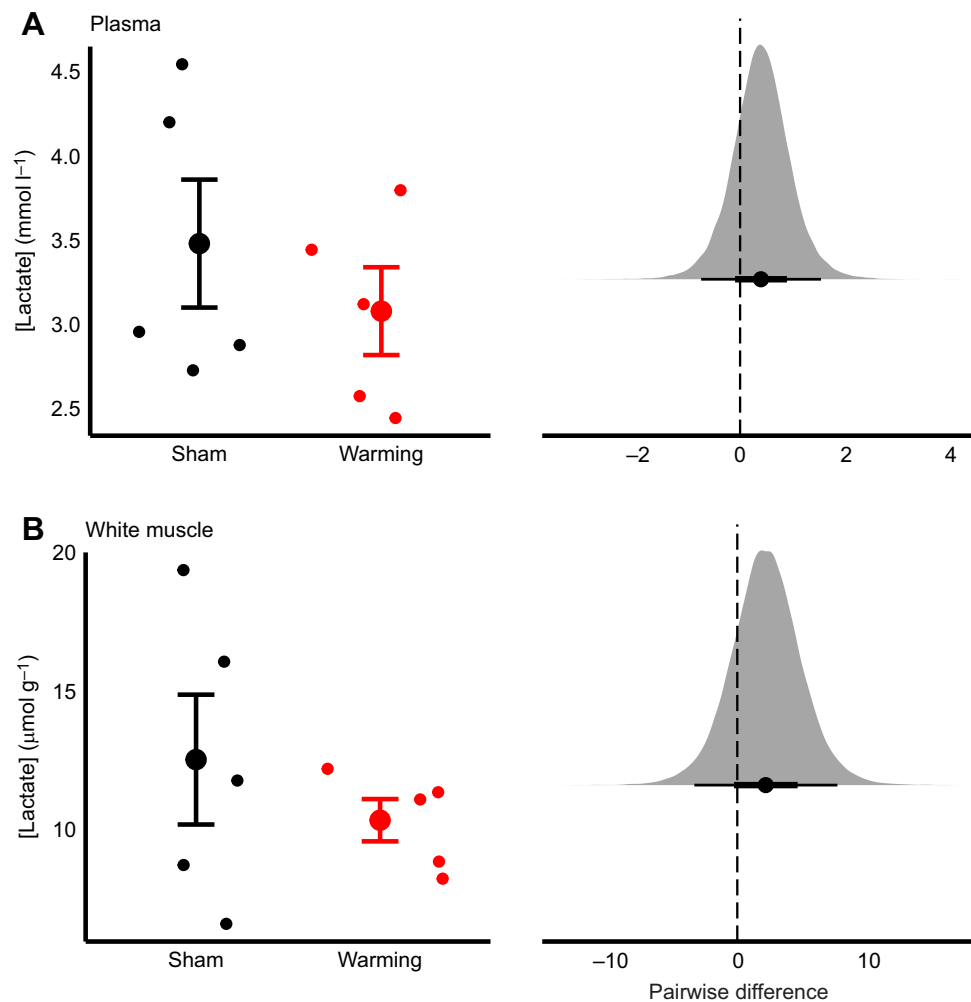 A Plasma
[Lactate] (mmol l⁻¹)
4.5
4.0
3.5
3.0
2.5
Sham Warming
–2 0 2 4
B White muscle
[Lactate] (μmol g⁻¹)
20
15
10
Sham Warming
–10 0 10
Pairwise difference